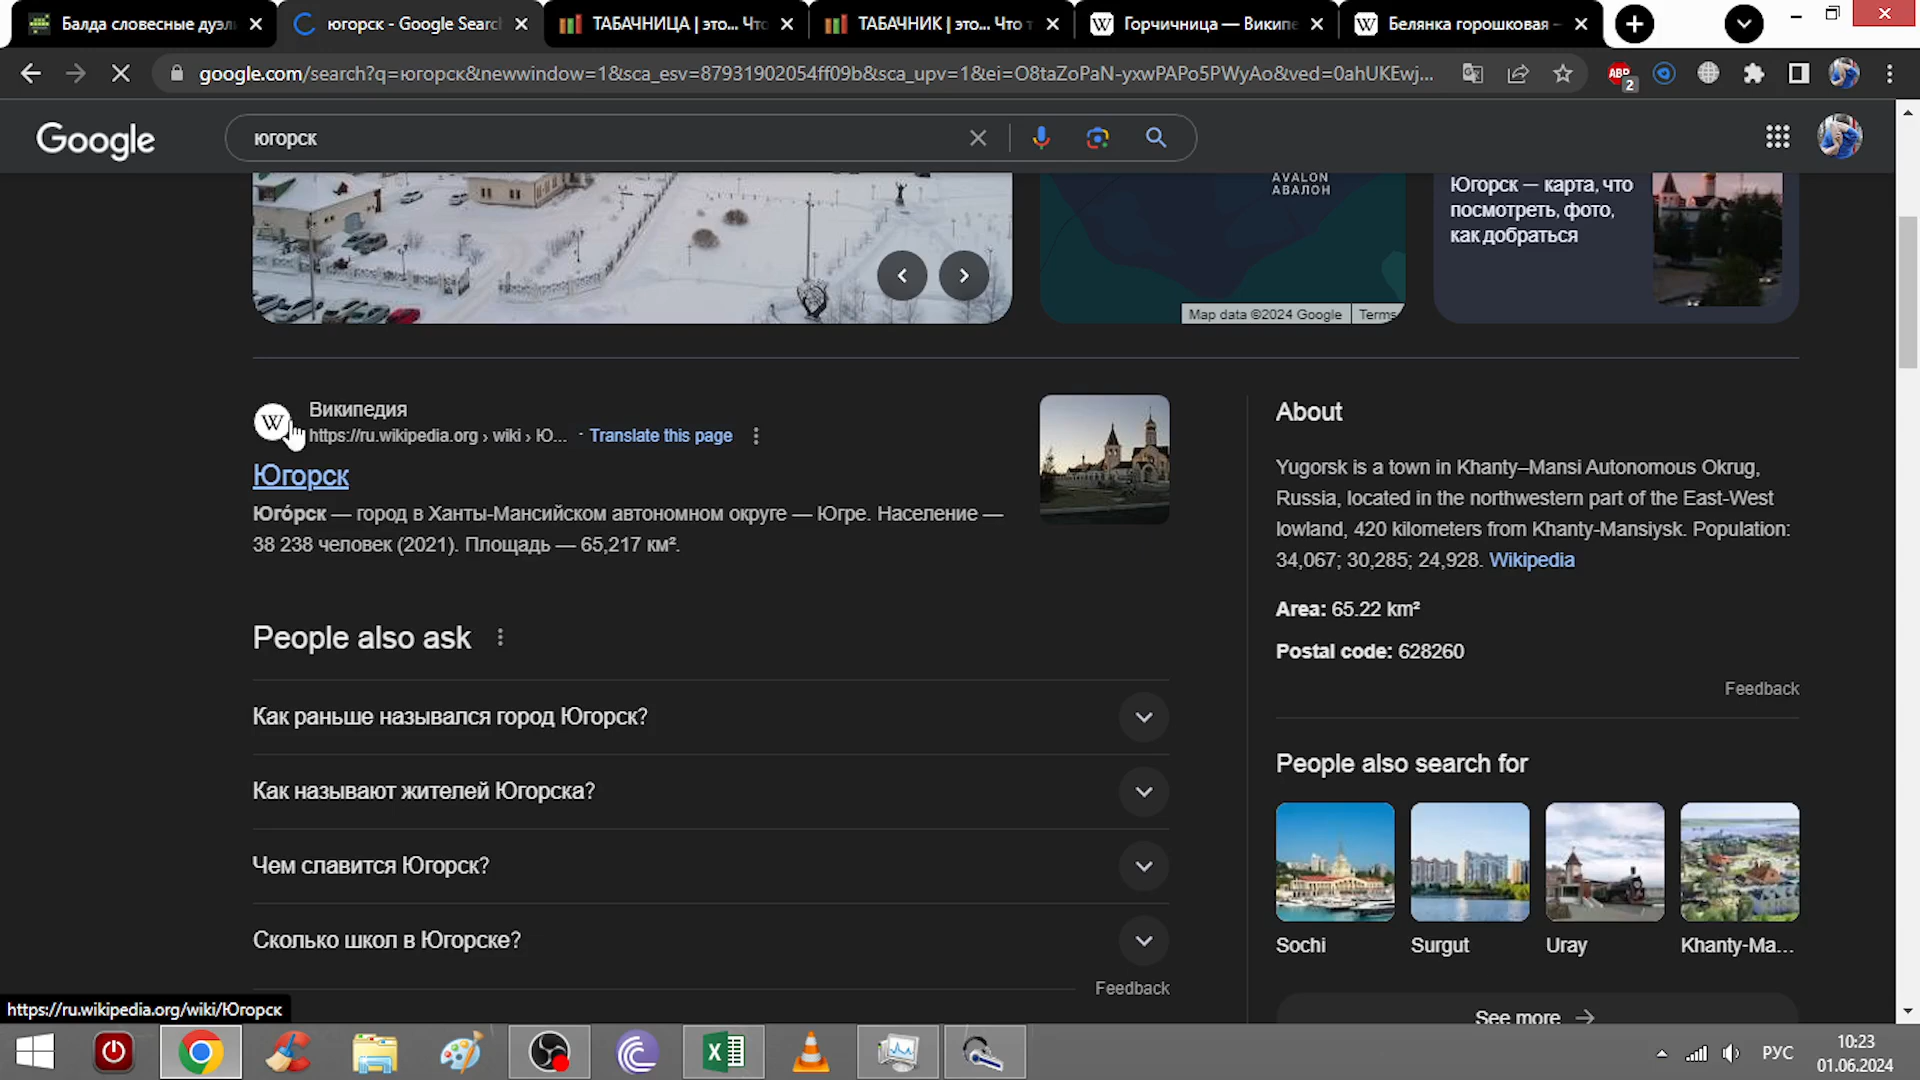 Балда словесные дуэл
югорск - Google Searc
ТАБАЧНИЦА | это... Что
ТАБАЧНИК | это... Что т
Горчичница — Википе
Белянка горошковая —
google.com/search?q=югорск&newwindow=1&sca_esv=87931902054ff09b&sca_upv=1&ei=O8taZoPaN-yxwPAPo5PWyAo&ved=0ahUKEwj...
ABP
2
Google
югорск
AVALON
АВАЛОН
Map data ©2024 Google
Terms
Югорск — карта, что
посмотреть, фото,
как добраться
W
Википедия
https://ru.wikipedia.org › wiki › Ю... · Translate this page
Югорск
Юго́рск — город в Ханты-Мансийском автономном округе — Югре. Население —
38 238 человек (2021). Площадь — 65,217 км².
People also ask
Как раньше назывался город Югорск?
Как называют жителей Югорска?
Чем славится Югорск?
Сколько школ в Югорске?
Feedback
About
Yugorsk is a town in Khanty–Mansi Autonomous Okrug,
Russia, located in the northwestern part of the East-West
lowland, 420 kilometers from Khanty-Mansiysk. Population:
34,067; 30,285; 24,928. Wikipedia
Area: 65.22 km²
Postal code: 628260
Feedback
People also search for
Sochi
Surgut
Uray
Khanty-Ma...
See more
https://ru.wikipedia.org/wiki/Югорск
РУС
10:23
01.06.2024